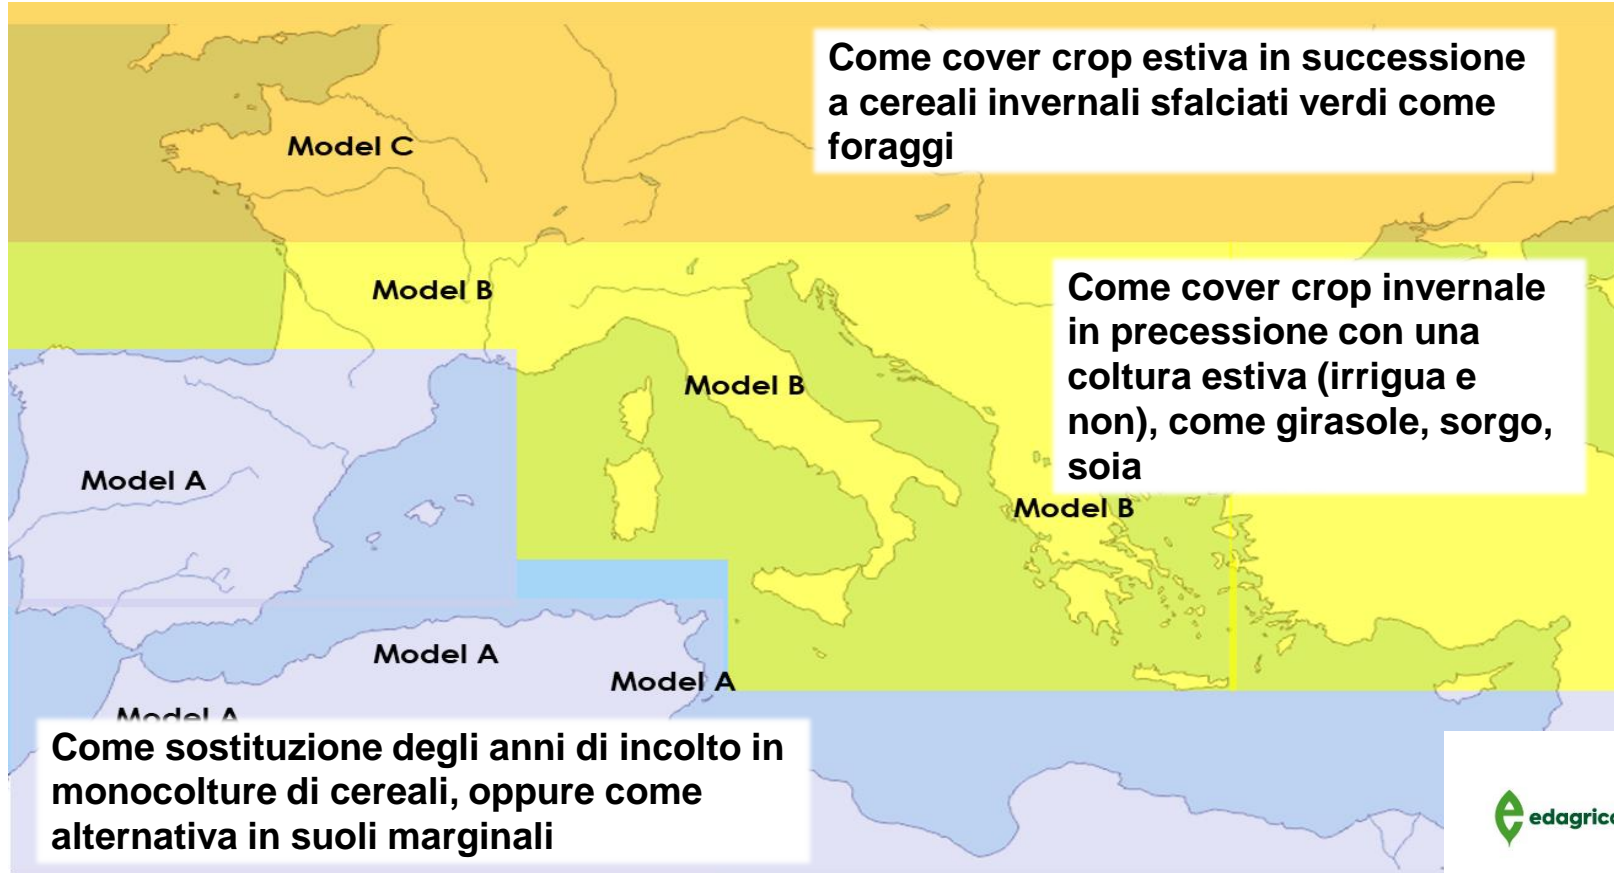 Come cover crop estiva in successione
a cereali invernali sfalciati verdi come
foraggi
Model C
Model B
Come cover crop invernale
in precessione con una
coltura estiva (irrigua e
non), come girasole, sorgo,
soia
Model B
Model A
Model B
Model A
Model A
Model A
Come sostituzione degli anni di incolto in
monocolture di cereali, oppure come
alternativa in suoli marginali